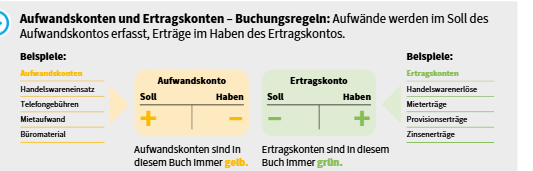 Aufwandskonten und Ertragskonten – Buchungsregeln: Aufwände werden im Soll des
Aufwandskontos erfasst, Erträge im Haben des Ertragskontos.
Beispiele:
Aufwandskonten
Handelswareneinsatz
Telefongebühren
Mietaufwand
Büromaterial
Aufwandskonto
Soll Haben
+ –
Aufwandskonten sind in
diesem Buch immer gelb.
Ertragskonto
Soll Haben
– +
Ertragskonten sind in diesem
Buch immer grün.
Beispiele:
Ertragskonten
Handelswarenerlöse
Mieterträge
Provisionserträge
Zinsenerträge